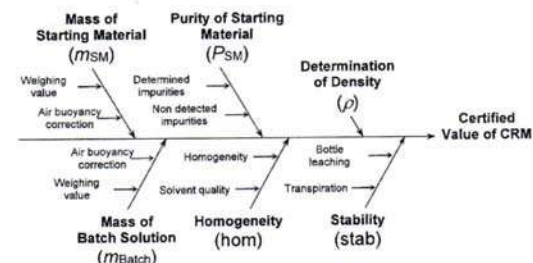 Mass of
Starting Material
(mSM)
Purity of Starting
Material
(PSM)
Determination
of Density
(ρ)
Weighing
value
Air buoyancy
correction
Determined
impurities
Non detected
impurities
Certified
Value of CRM
Air buoyancy
correction
Weighing
value
Homogeneity
Solvent quality
Bottle
leaching
Transpiration
Mass of
Batch Solution
(mBatch)
Homogeneity
(hom)
Stability
(stab)